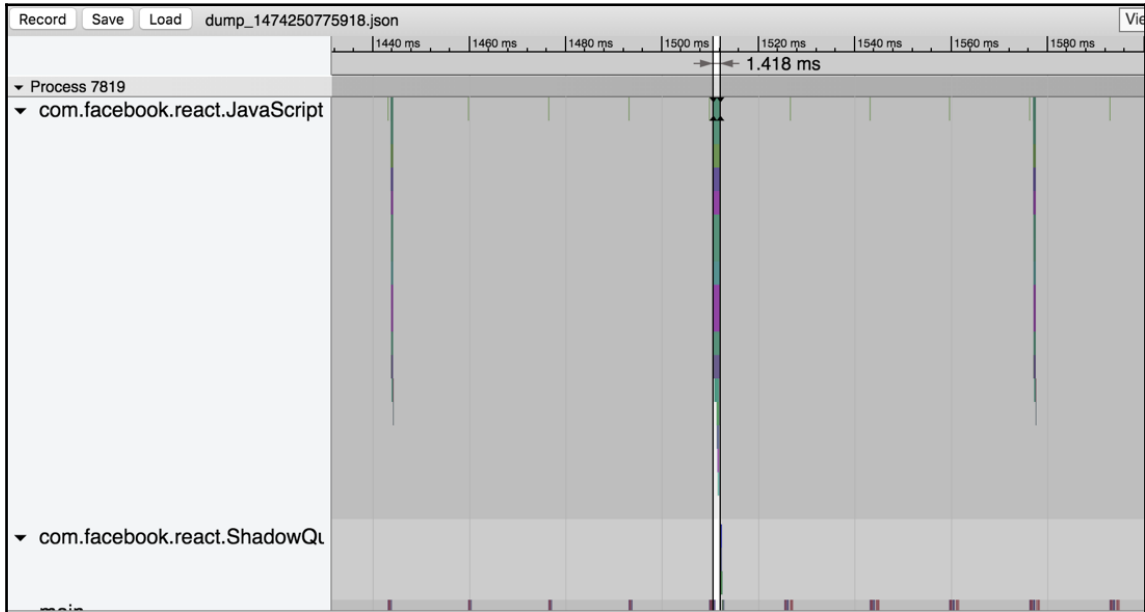 Record Save Load dump_1474250775918.json Vie
1440 ms 1460 ms 1480 ms 1500 ms 1520 ms 1540 ms 1560 ms 1580 ms
1.418 ms
Process 7819
com.facebook.react.JavaScript
com.facebook.react.ShadowQu
main